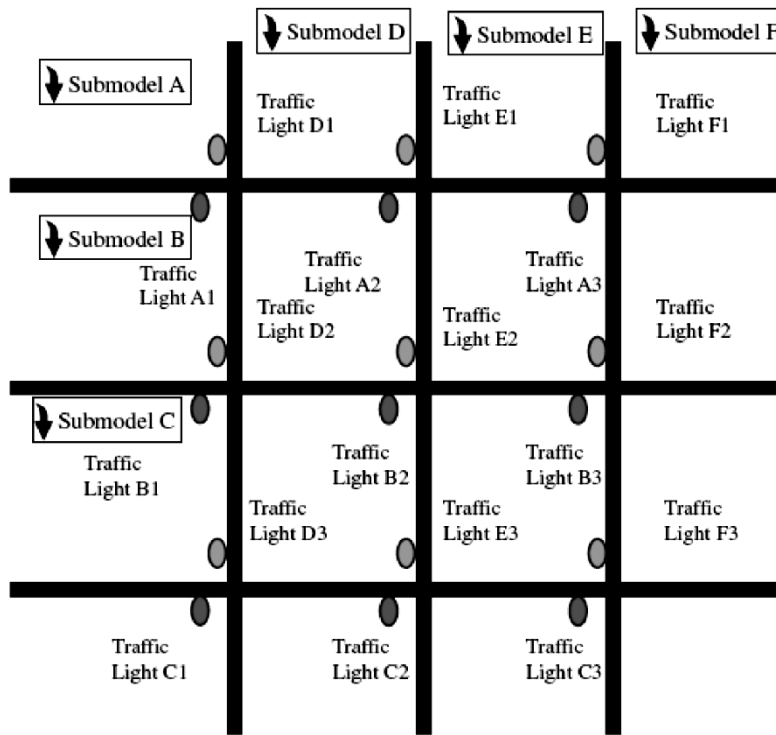 Submodel D
Submodel E
Submodel F
Submodel A
Traffic
Light D1
Traffic
Light E1
Traffic
Light F1
Submodel B
Traffic
Light A1
Traffic
Light A2
Traffic
Light A3
Traffic
Light D2
Traffic
Light E2
Traffic
Light F2
Submodel C
Traffic
Light B1
Traffic
Light B2
Traffic
Light B3
Traffic
Light D3
Traffic
Light E3
Traffic
Light F3
Traffic
Light C1
Traffic
Light C2
Traffic
Light C3